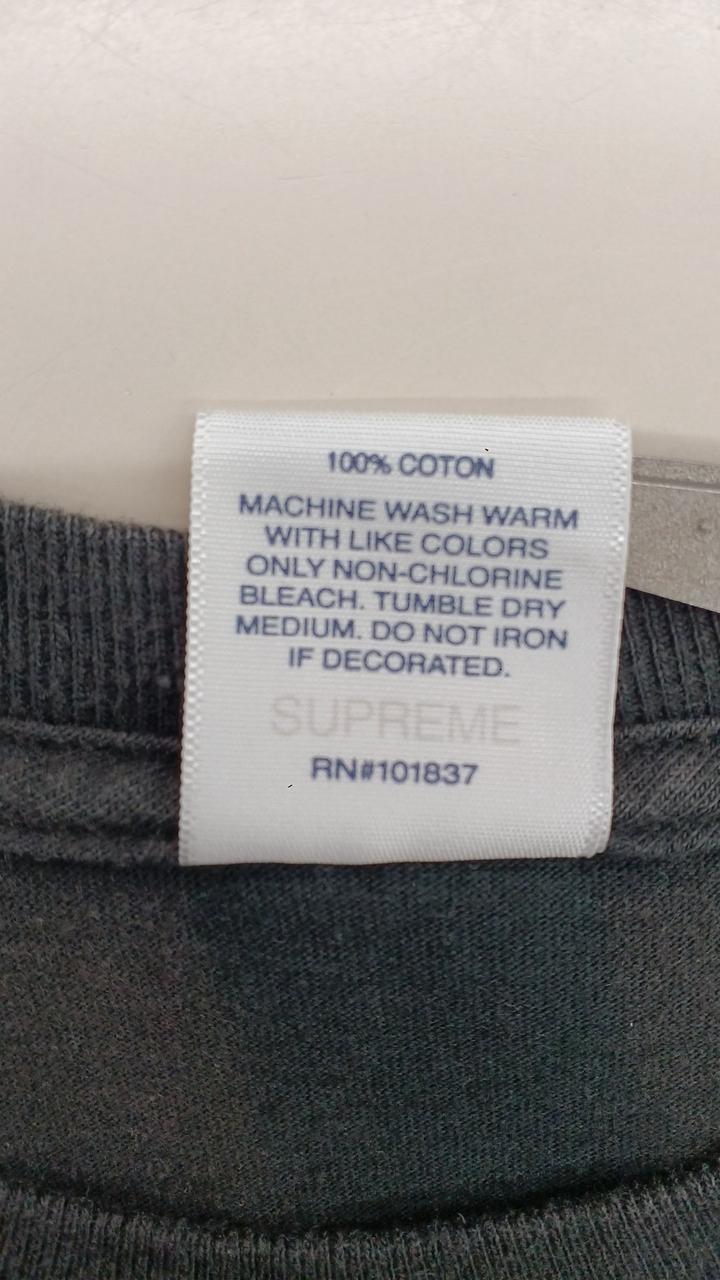 100% COTON
MACHINE WASH WARM
WITH LIKE COLORS
ONLY NON-CHLORINE
BLEACH. TUMBLE DRY
MEDIUM. DO NOT IRON
IF DECORATED.
SUPREME
RN#101837